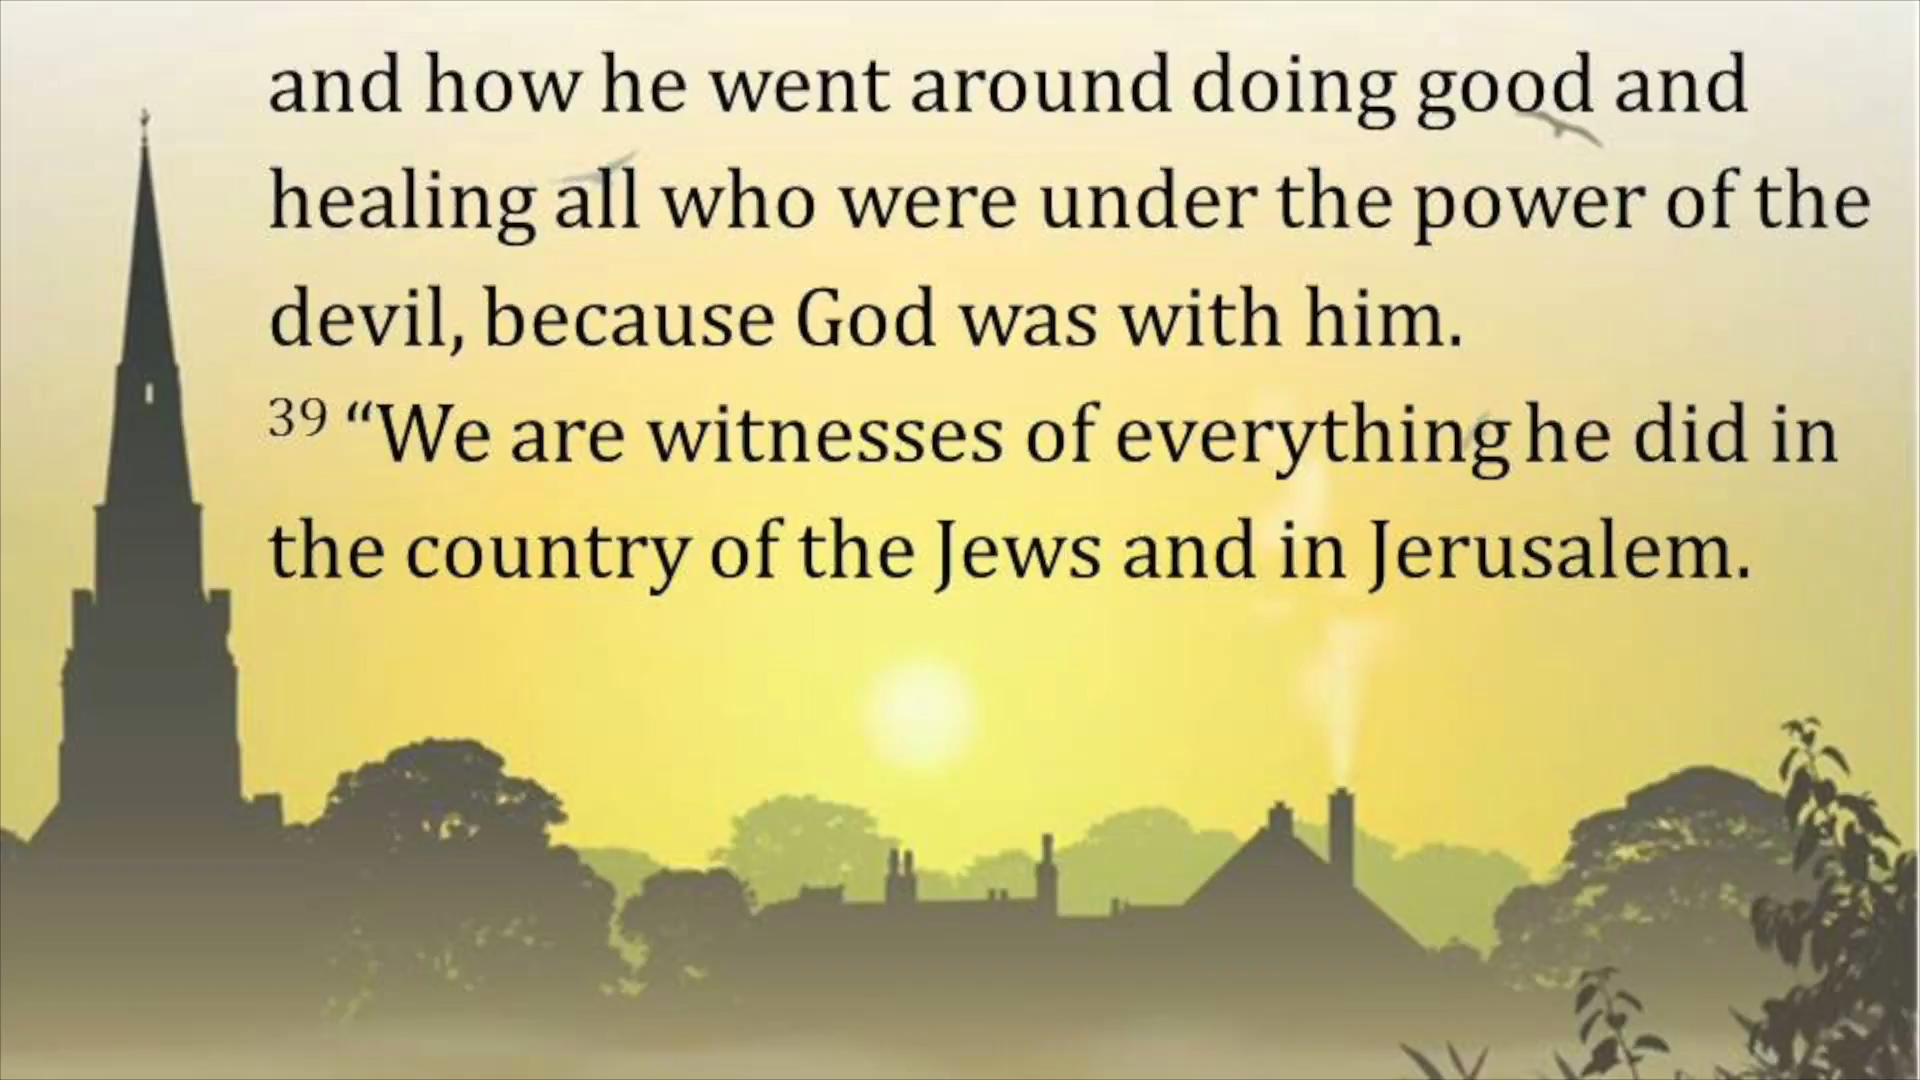 and how he went around doing good and
healing all who were under the power of the
devil, because God was with him.
39 “We are witnesses of everything he did in
the country of the Jews and in Jerusalem.